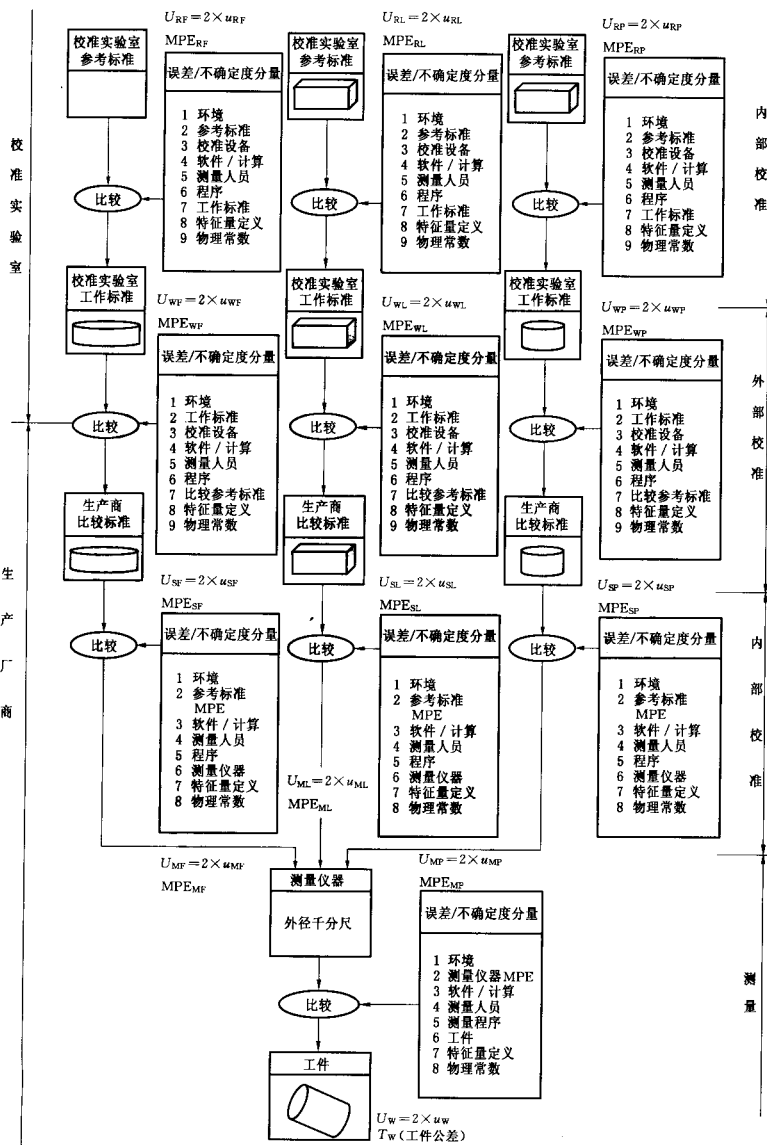 U_RF=2×u_RF
MPE_RF
校准实验室
参考标准
误差/不确定度分量
1 环境
2 参考标准
3 校准设备
4 软件/计算
5 测量人员
6 程序
7 工作标准
8 特征量定义
9 物理常数
比较
U_RL=2×u_RL
MPE_RL
校准实验室
参考标准
误差/不确定度分量
1 环境
2 参考标准
3 校准设备
4 软件/计算
5 测量人员
6 程序
7 工作标准
8 特征量定义
9 物理常数
比较
U_RP=2×u_RP
MPE_RP
校准实验室
参考标准
误差/不确定度分量
1 环境
2 参考标准
3 校准设备
4 软件/计算
5 测量人员
6 程序
7 工作标准
8 特征量定义
9 物理常数
比较
校准实验室
内部校准
校准实验室
工作标准
U_WF=2×u_WF
MPE_WF
误差/不确定度分量
1 环境
2 工作标准
3 校准设备
4 软件/计算
5 测量人员
6 程序
7 比较参考标准
8 特征量定义
9 物理常数
比较
校准实验室
工作标准
U_WL=2×u_WL
MPE_WL
误差/不确定度分量
1 环境
2 工作标准
3 校准设备
4 软件/计算
5 测量人员
6 程序
7 比较参考标准
8 特征量定义
9 物理常数
比较
校准实验室
工作标准
U_WP=2×u_WP
MPE_WP
误差/不确定度分量
1 环境
2 工作标准
3 校准设备
4 软件/计算
5 测量人员
6 程序
7 比较参考标准
8 特征量定义
9 物理常数
比较
外部校准
生产商
比较标准
U_SF=2×u_SF
MPE_SF
误差/不确定度分量
1 环境
2 参考标准
MPE
3 软件/计算
4 测量人员
5 程序
6 测量仪器
7 特征量定义
8 物理常数
比较
生产商
比较标准
U_SL=2×u_SL
MPE_SL
误差/不确定度分量
1 环境
2 参考标准
MPE
3 软件/计算
4 测量人员
5 程序
6 测量仪器
7 特征量定义
8 物理常数
比较
生产商
比较标准
U_SP=2×u_SP
MPE_SP
误差/不确定度分量
1 环境
2 参考标准
MPE
3 软件/计算
4 测量人员
5 程序
6 测量仪器
7 特征量定义
8 物理常数
比较
生产厂商
内部校准
U_ML=2×u_ML
MPE_ML
U_MF=2×u_MF
MPE_MF
U_MP=2×u_MP
MPE_MP
测量仪器
外径千分尺
误差/不确定度分量
1 环境
2 测量仪器MPE
3 软件/计算
4 测量人员
5 测量程序
6 工件
7 特征量定义
8 物理常数
比较
测量
工件
U_W=2×u_W
T_W(工件公差)